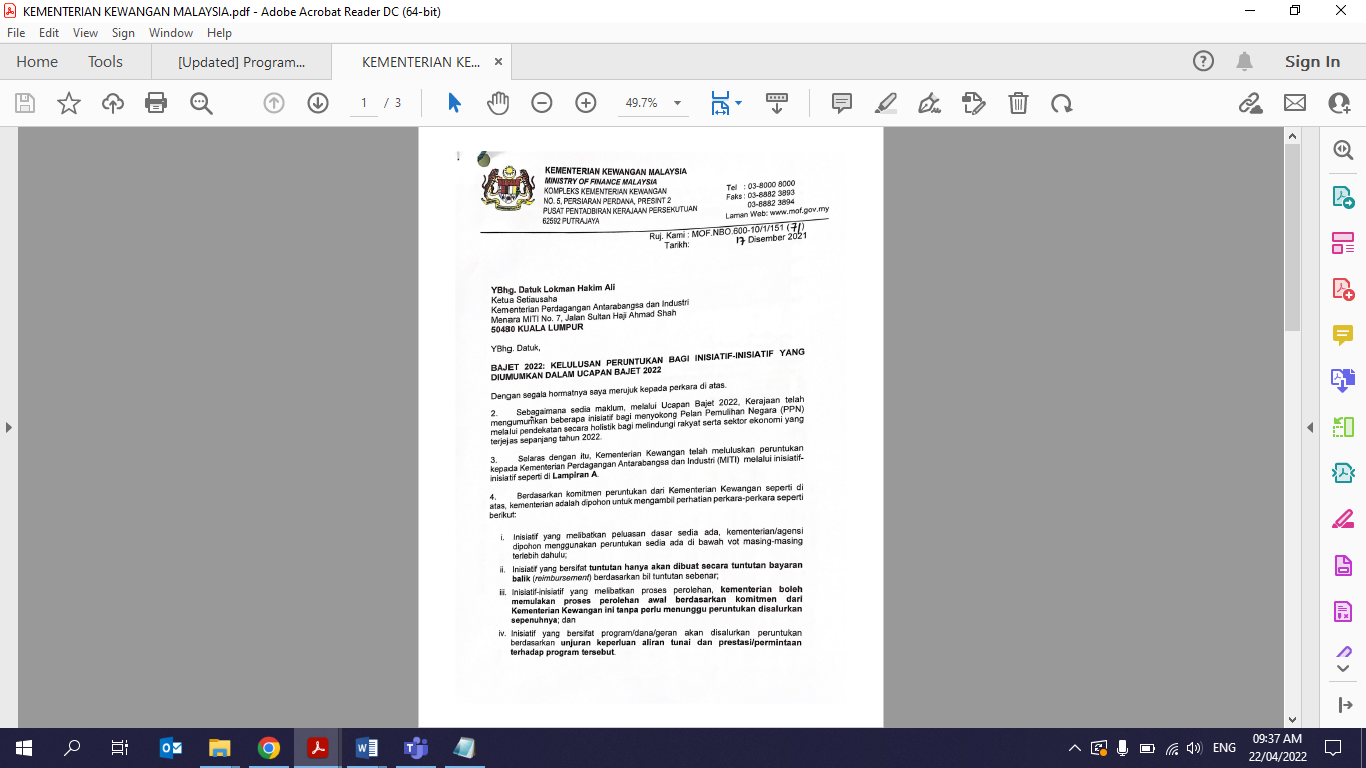 KEMENTERIAN KEWANGAN MALAYSIA.pdf - Adobe Acrobat Reader DC (64-bit)
File Edit View Sign Window Help
Home Tools [Updated] Program... KEMENTERIAN KE... Sign In
1 / 3 49.7%
KEMENTERIAN KEWANGAN MALAYSIA
MINISTRY OF FINANCE MALAYSIA
KOMPLEKS KEMENTERIAN KEWANGAN
NO. 5, PERSIARAN PERDANA, PRESINT 2
PUSAT PENTADBIRAN KERAJAAN PERSEKUTUAN
62592 PUTRAJAYA
Tel : 03-8000 8000
Faks : 03-8882 3893
03-8882 3894
Laman Web: www.mof.gov.my
Ruj. Kami : MOF.NBO.600-10/1/151 (71)
Tarikh: 17 Disember 2021
YBhg. Datuk Lokman Hakim Ali
Ketua Setiausaha
Kementerian Perdagangan Antarabangsa dan Industri
Menara MITI No. 7, Jalan Sultan Haji Ahmad Shah
50480 KUALA LUMPUR
YBhg. Datuk,
BAJET 2022: KELULUSAN PERUNTUKAN BAGI INISIATIF-INISIATIF YANG
DIUMUMKAN DALAM UCAPAN BAJET 2022
Dengan segala hormatnya saya merujuk kepada perkara di atas.
2. Sebagaimana sedia maklum, melalui Ucapan Bajet 2022, Kerajaan telah
mengumumkan beberapa inisiatif bagi menyokong Pelan Pemulihan Negara (PPN)
melalui pendekatan secara holistik bagi melindungi rakyat serta sektor ekonomi yang
terjejas sepanjang tahun 2022.
3. Selaras dengan itu, Kementerian Kewangan telah meluluskan peruntukan
kepada Kementerian Perdagangan Antarabangsa dan Industri (MITI) melalui inisiatif-
inisiatif seperti di Lampiran A.
4. Berdasarkan komitmen peruntukan dari Kementerian Kewangan seperti di
atas, kementerian adalah dipohon untuk mengambil perhatian perkara-perkara seperti
berikut:
i. Inisiatif yang melibatkan peluasan dasar sedia ada, kementerian/agensi
dipohon menggunakan peruntukan sedia ada di bawah vot masing-masing
terlebih dahulu;
ii. Inisiatif yang bersifat tuntutan hanya akan dibuat secara tuntutan bayaran
balik (reimbursement) berdasarkan bil tuntutan sebenar;
iii. Inisiatif-inisiatif yang melibatkan proses perolehan, kementerian boleh
memulakan proses perolehan awal berdasarkan komitmen dari
Kementerian Kewangan ini tanpa perlu menunggu peruntukan disalurkan
sepenuhnya; dan
iv. Inisiatif yang bersifat program/dana/geran akan disalurkan peruntukan
berdasarkan unjuran keperluan aliran tunai dan prestasi/permintaan
terhadap program tersebut.
ENG
09:37 AM
22/04/2022